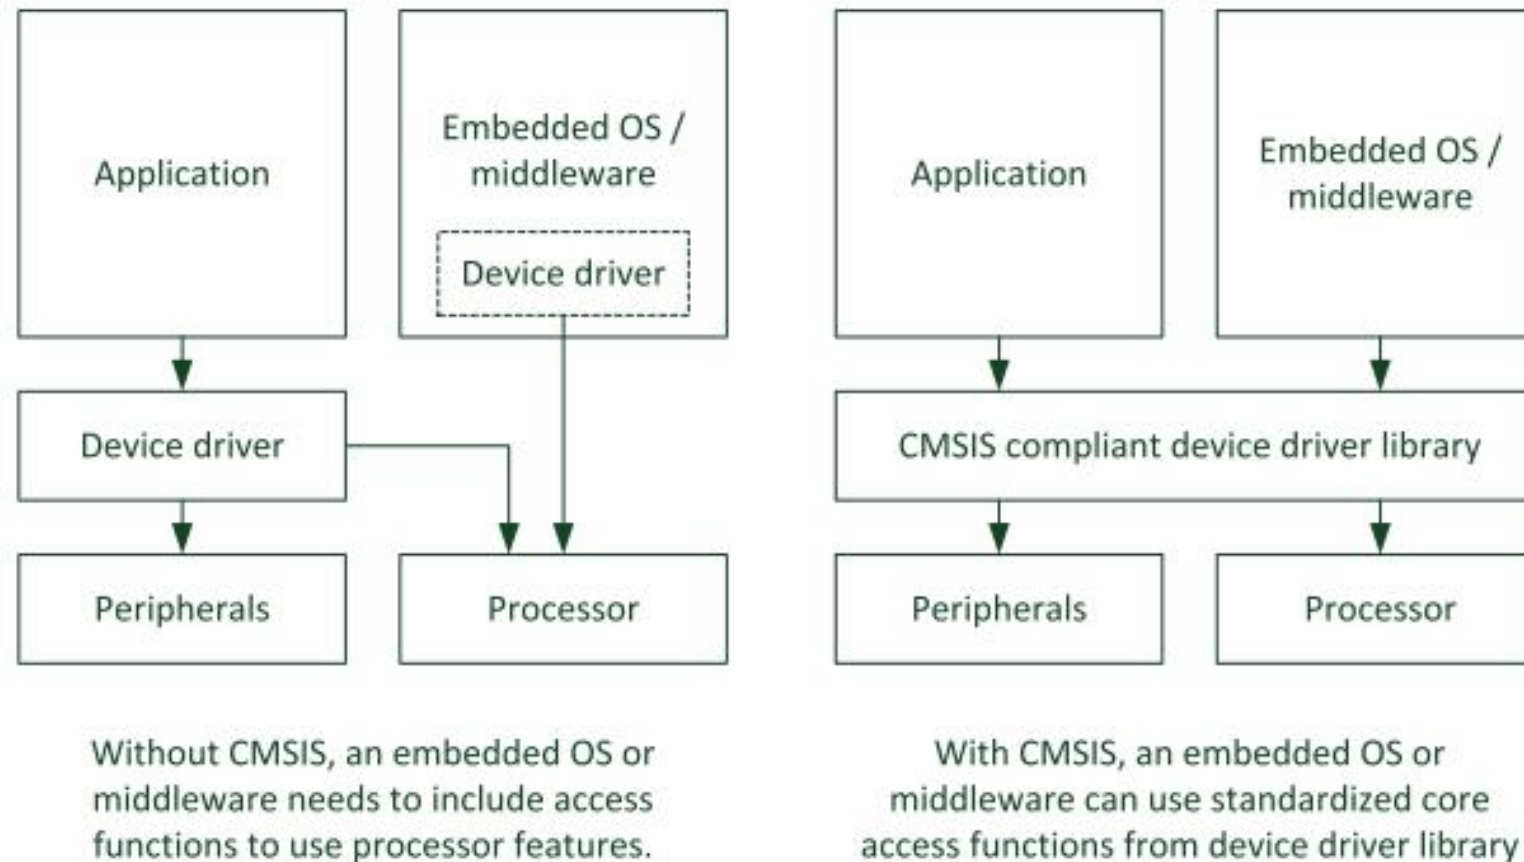 Application
Embedded OS /
middleware
Device driver
Device driver
Peripherals
Processor
Without CMSIS, an embedded OS or
middleware needs to include access
functions to use processor features.
Application
Embedded OS /
middleware
CMSIS compliant device driver library
Peripherals
Processor
With CMSIS, an embedded OS or
middleware can use standardized core
access functions from device driver library